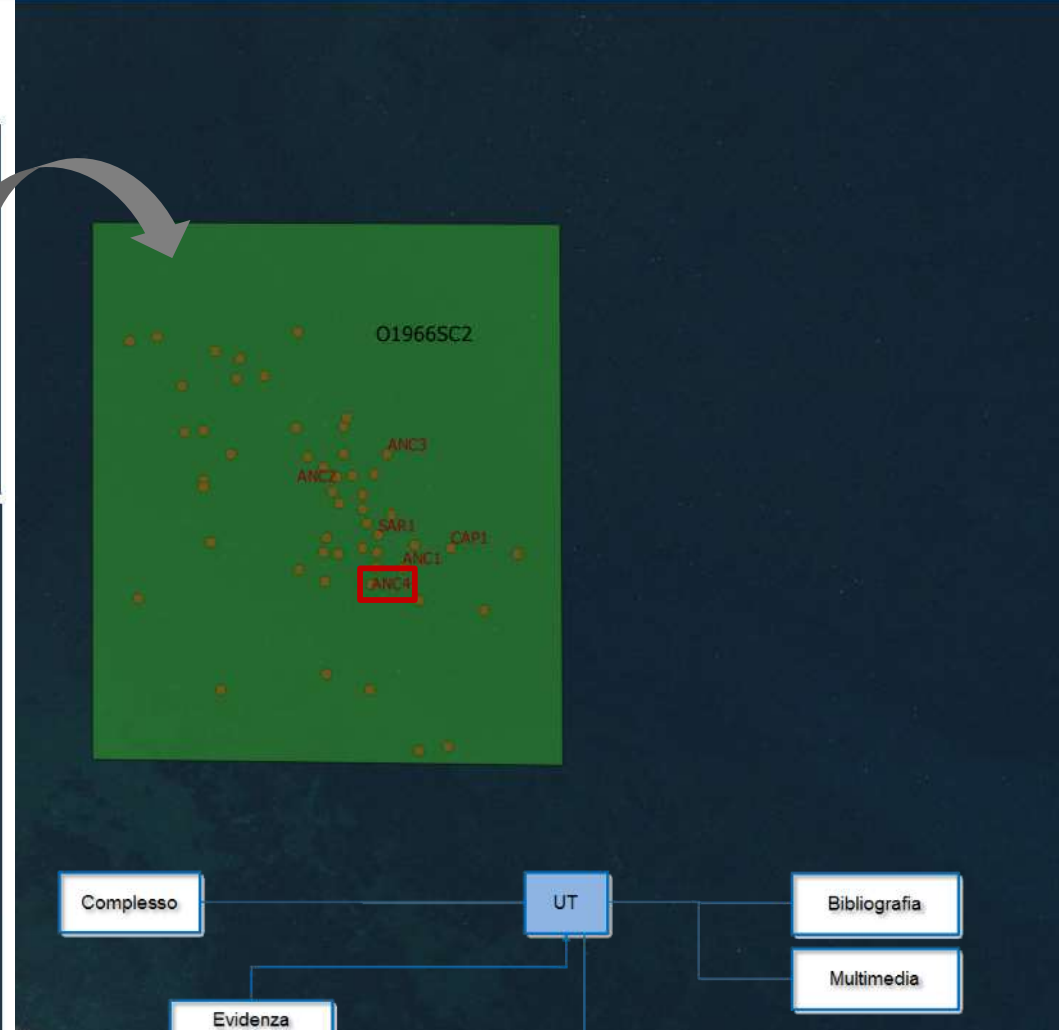 O1966SC2
ANC3
ANC2
SAR1
CAP1
ANC1
ANC4
Complesso
UT
Bibliografia
Multimedia
Evidenza